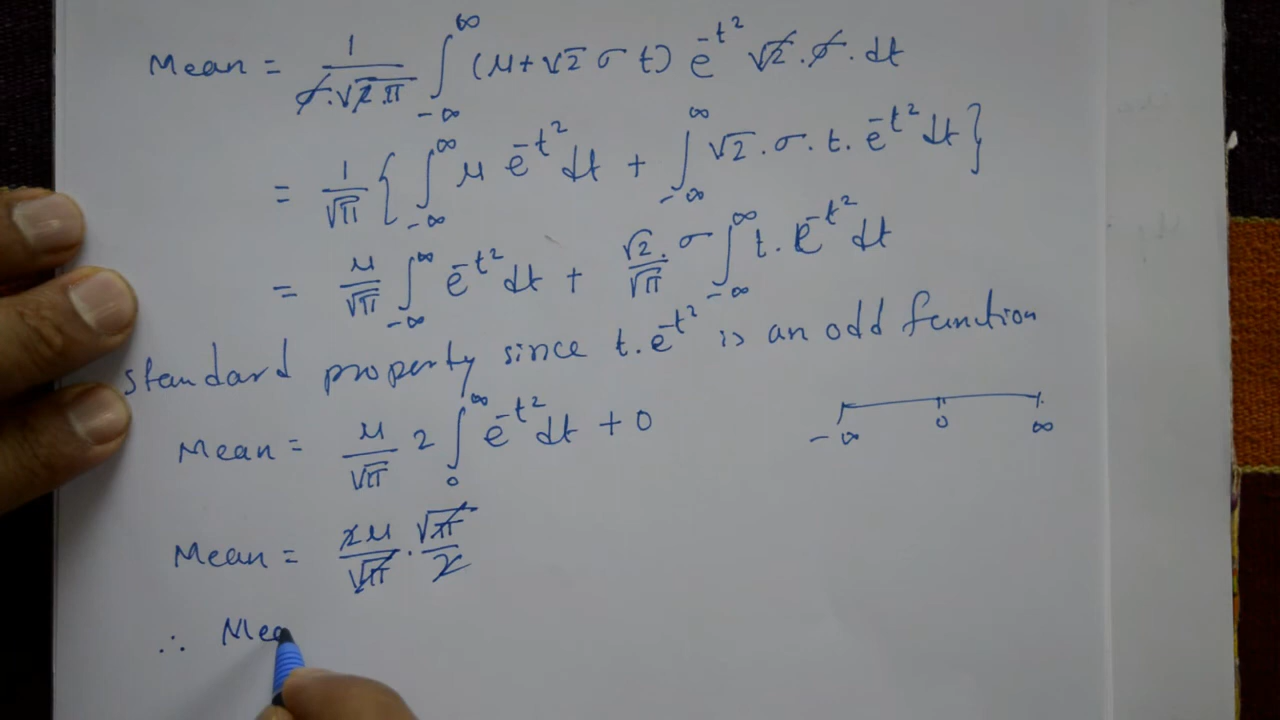 Mean = 1/(σ.√2.π) ∫_{-∞}^{∞} (μ+√2 σ t) e^{-t²} √2.σ.dt
= 1/√π { ∫_{-∞}^{∞} μ e^{-t²} dt + ∫_{-∞}^{∞} √2.σ.t.e^{-t²} dt }
= μ/√π ∫_{-∞}^{∞} e^{-t²} dt + √2.σ/√π ∫_{-∞}^{∞} t.e^{-t²} dt
standard property since t.e^{-t²} is an odd function
Mean = μ/√π 2 ∫_{0}^{∞} e^{-t²} dt + 0
-∞ 0 ∞
Mean = 2μ/√π . √π/2
∴ Mea